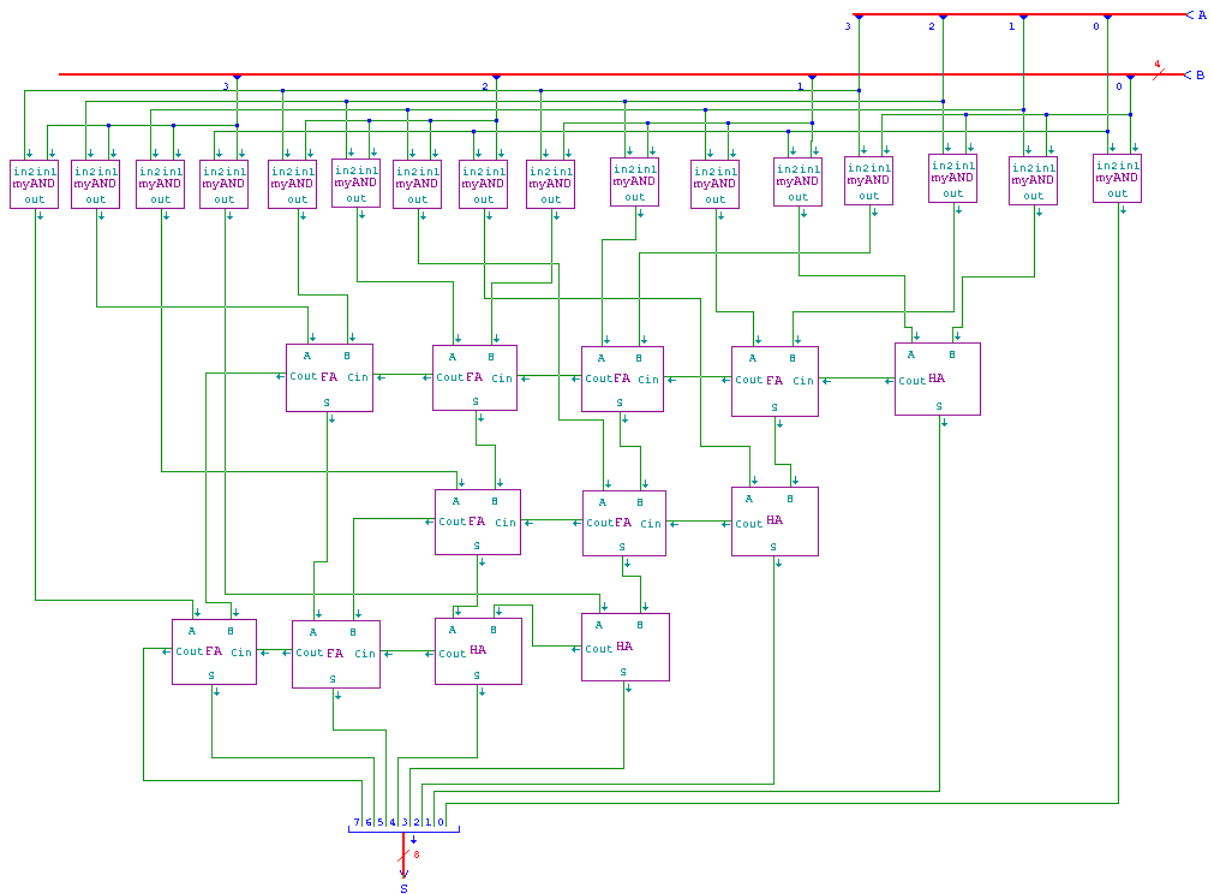 A
3 2 1 0
4
B
3 2 1 0
in2in1 in2in1 in2in1 in2in1 in2in1 in2in1 in2in1 in2in1 in2in1 in2in1 in2in1 in2in1 in2in1 in2in1 in2in1 in2in1
myAND myAND myAND myAND myAND myAND myAND myAND myAND myAND myAND myAND myAND myAND myAND myAND
out out out out out out out out out out out out out out out out
A B A B A B A B A B
Cout FA Cin Cout FA Cin Cout FA Cin Cout FA Cin Cout HA
S S S S S
A B A B A B
Cout FA Cin Cout FA Cin Cout HA
S S S
A B A B A B A B
Cout FA Cin Cout FA Cin Cout HA Cout HA
S S S S
7 6 5 4 3 2 1 0
8
S